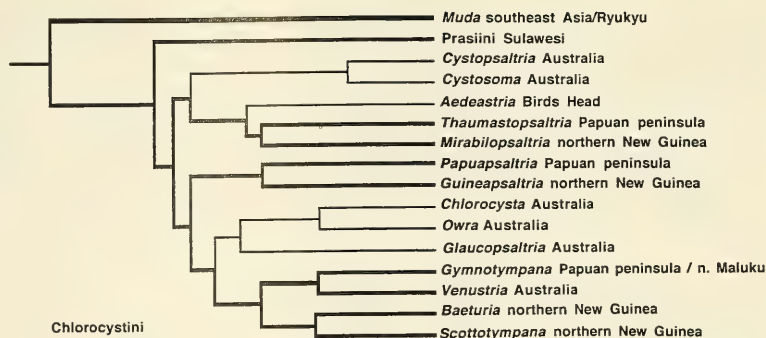 Muda southeast Asia/Ryukyu
Prasiini Sulawesi
Cystopsaltria Australia
Cystosoma Australia
Aedeastria Birds Head
Thaumastopsaltria Papuan peninsula
Mirabilopsaltria northern New Guinea
Papuapsaltria Papuan peninsula
Guineapsaltria northern New Guinea
Chlorocysta Australia
Owra Australia
Glaucopsaltria Australia
Gymnotympana Papuan peninsula / n. Maluku
Venustria Australia
Baeturia northern New Guinea
Scottotympana northern New Guinea
Chlorocystini